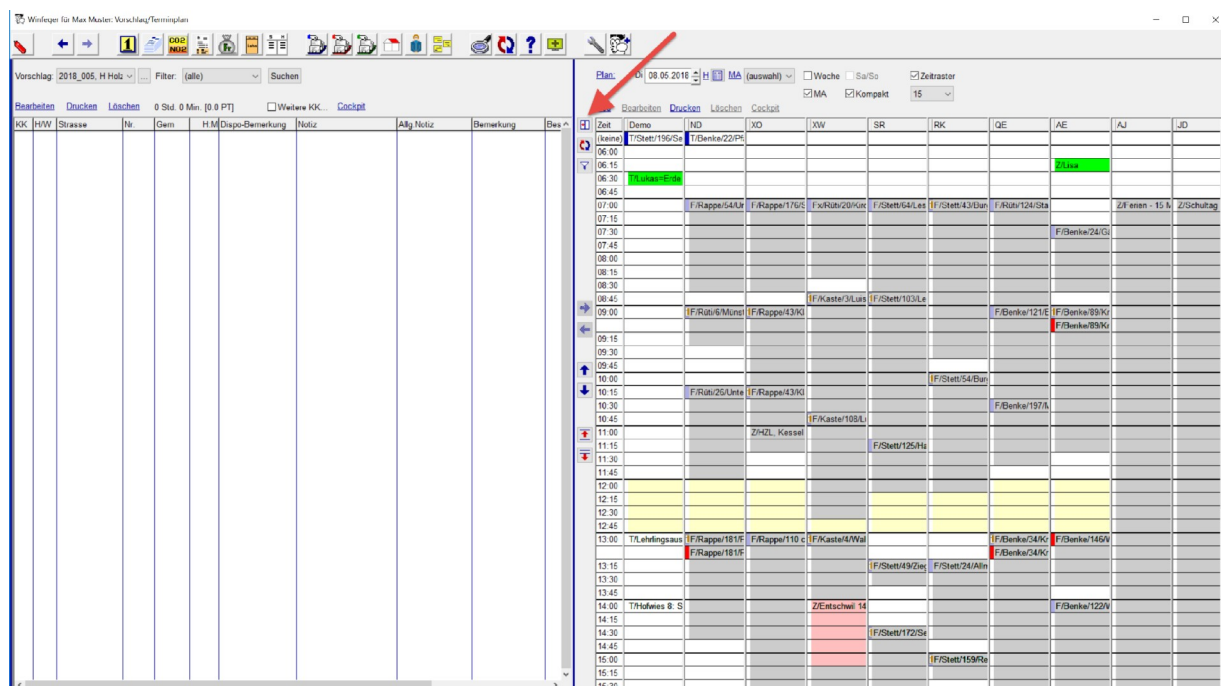 Winfeger für Max Muster: Vorschlag/Terminplan
1 CO2 NO2
Vorschlag: 2018_005, H Holz ... Filter: (alle) Suchen
Bearbeiten Drucken Löschen 0 Std. 0 Min. [0.0 PT] Weitere KK... Cockpit
KK H/W Strasse Nr. Gem H.M Dispo-Bemerkung Notiz Allg.Notiz Bemerkung Bes
Plan: Di 08.05.2018 H MA (auswahl) Woche Sa/So Zeitraster
MA Kompakt 15
Bearbeiten Drucken Löschen Cockpit
Zeit Demo ND XO XW SR RK QE AE AJ JD
(keine) T/Stett/196/Se T/Benke/22/Pf
06:00
06:15 Z/Lisa
06:30 T/Lukas=Erde
06:45
07:00 F/Rappe/54/Ur F/Rappe/176/S Fx/Rüti/20/Kirc F/Stett/64/Les F/Stett/43/Bur F/Rüti/124/Sta Z/Ferien - 15 M Z/Schultag
07:15
07:30 F/Benke/24/Ga
07:45
08:00
08:15
08:30
08:45 F/Kaste/3/Luis F/Stett/103/Le
09:00 F/Rüti/6/Münst F/Rappe/43/Kl F/Benke/121/E F/Benke/89/Kr
F/Benke/89/Kr
09:15
09:30
09:45
10:00 F/Stett/54/Bur
10:15 F/Rüti/26/Unte F/Rappe/43/Kl
10:30 F/Benke/197/M
10:45 F/Kaste/108/Lu
11:00 Z/HZL, Kessel
11:15 F/Stett/125/Ha
11:30
11:45
12:00
12:15
12:30
12:45
13:00 T/Lehrlingsaus F/Rappe/181/F F/Rappe/110 c F/Kaste/4/Wal F/Benke/34/Kr F/Benke/146/W
F/Rappe/181/F F/Benke/34/Kr
13:15 F/Stett/49/Zieg F/Stett/24/Allm
13:30
13:45
14:00 T/Hofwies 8: S Z/Entschwil 14 F/Benke/122/W
14:15
14:30 F/Stett/172/Se
14:45
15:00 F/Stett/159/Re
15:15
15:30